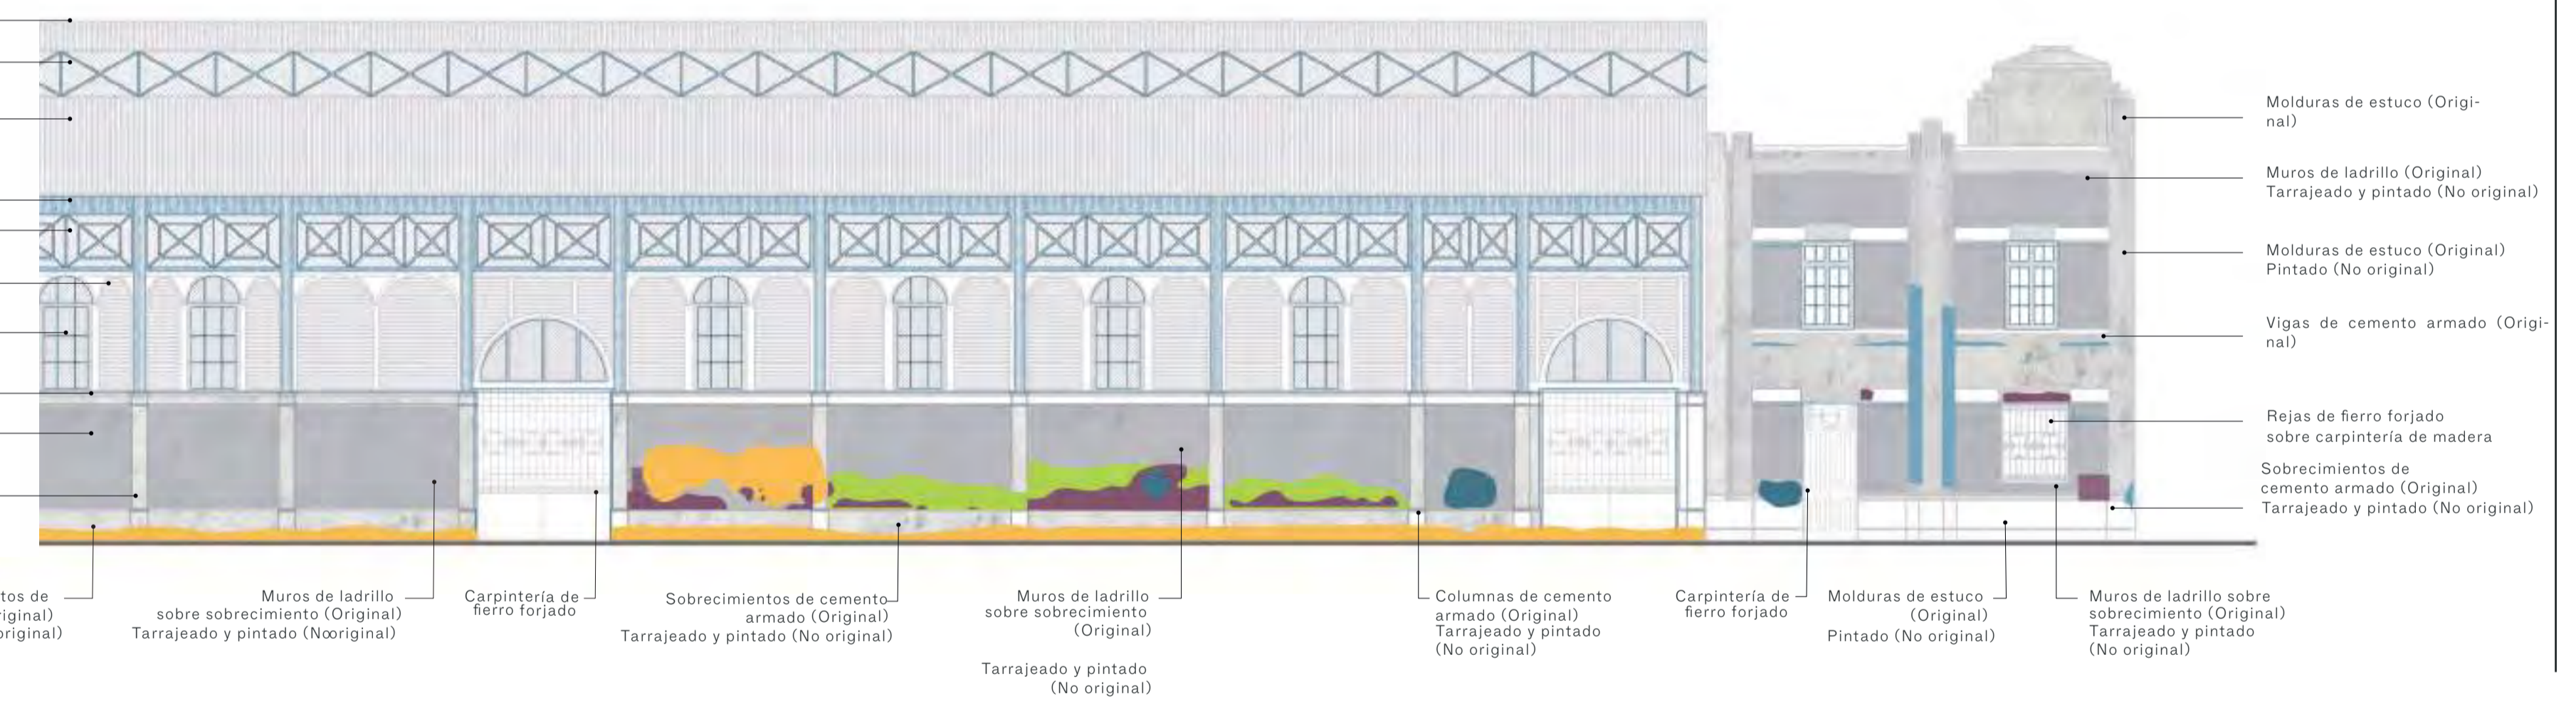 Molduras de estuco (Origi-
nal)
Muros de ladrillo (Original)
Tarrajeado y pintado (No original)
Molduras de estuco (Original)
Pintado (No original)
Vigas de cemento armado (Origi-
nal)
Rejas de fierro forjado
sobre carpintería de madera
Sobrecimientos de
cemento armado (Original)
Tarrajeado y pintado (No original)
tos de
riginal)
original)
Muros de ladrillo
sobre sobrecimiento (Original)
Tarrajeado y pintado (Nooriginal)
Carpintería de
fierro forjado
Sobrecimientos de cemento
armado (Original)
Tarrajeado y pintado (No original)
Muros de ladrillo
sobre sobrecimiento
(Original)
Tarrajeado y pintado
(No original)
Columnas de cemento
armado (Original)
Tarrajeado y pintado
(No original)
Carpintería de
fierro forjado
Molduras de estuco
(Original)
Pintado (No original)
Muros de ladrillo sobre
sobrecimiento (Original)
Tarrajeado y pintado
(No original)